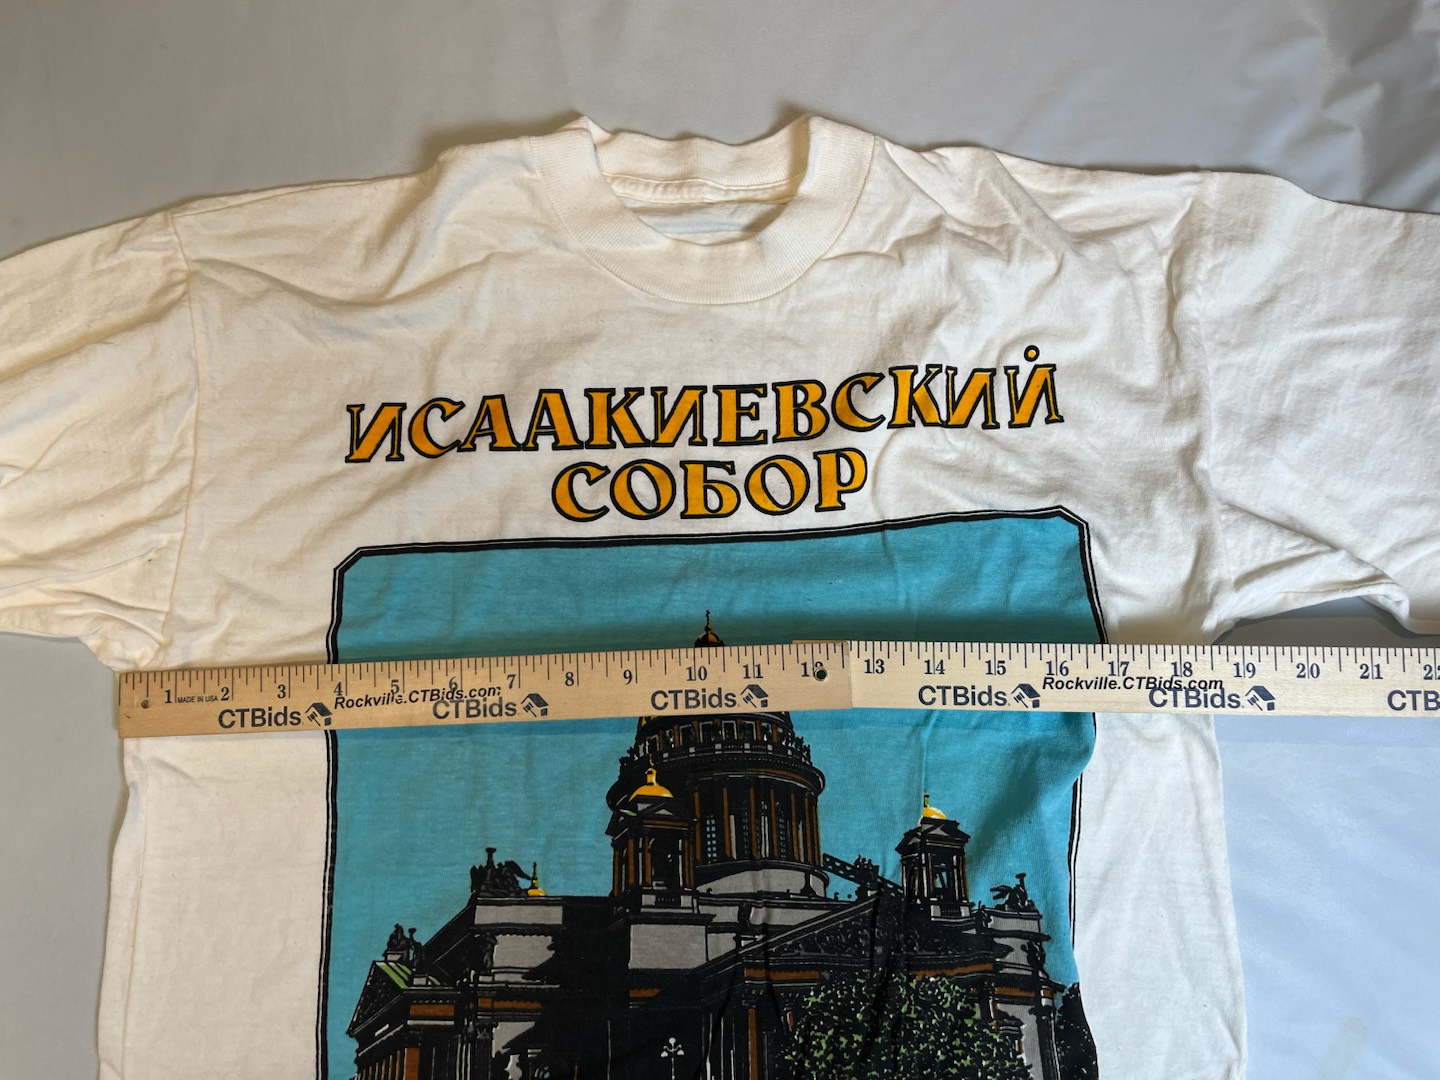 ИСААКИЕВСКИЙ
СОБОР
1 MADE IN USA 2 3 4 5 6 7 8 9 10 11 12 13 14 15 16 17 18 19 20 21 22
CTBids. Rockville.CTBids.com CTBids. CTBids. CTBids. Rockville.CTBids.com CTBids. CTB